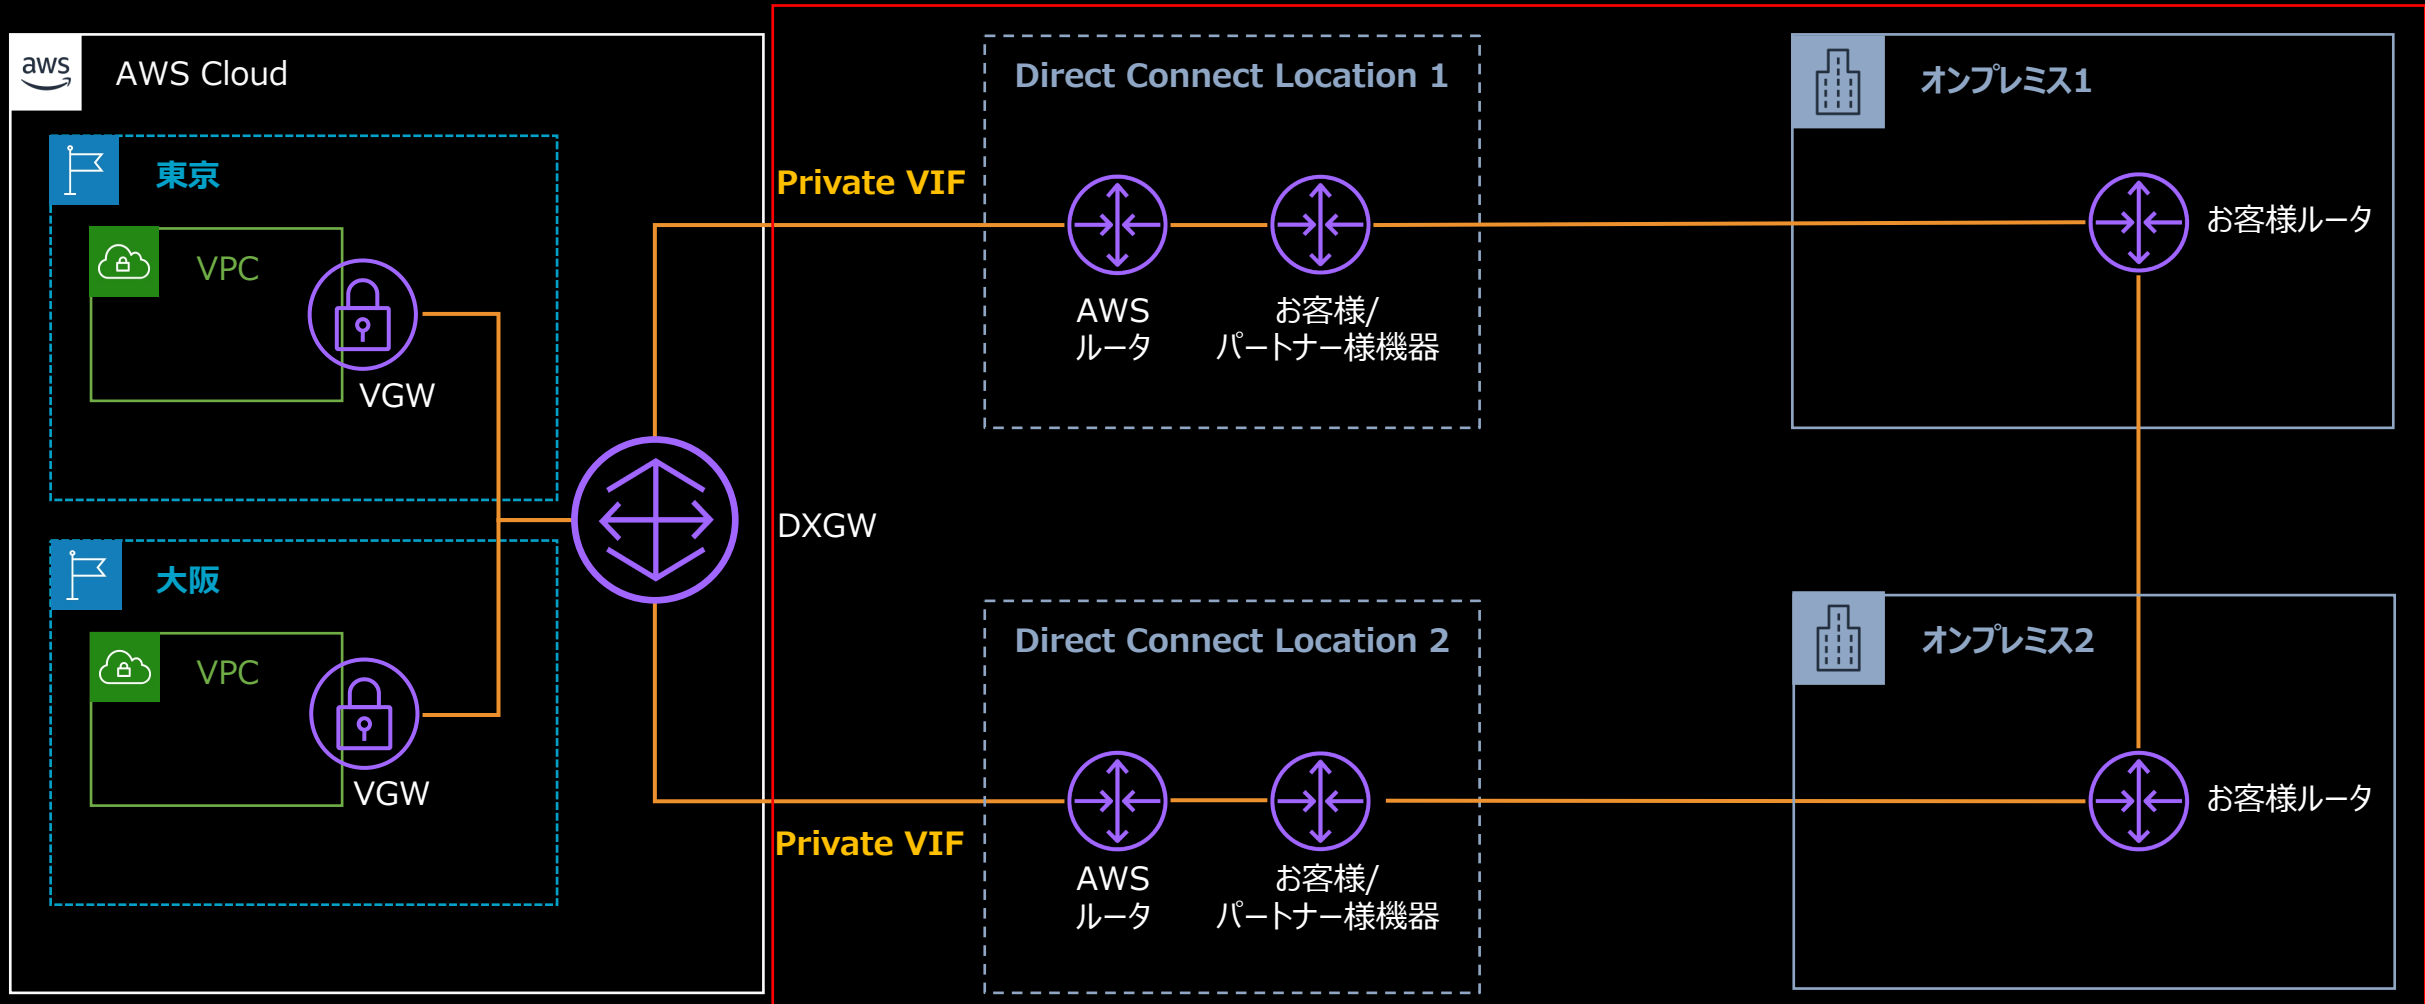 aws
AWS Cloud
東京
VPC
VGW
大阪
VPC
VGW
DXGW
Private VIF
Private VIF
Direct Connect Location 1
AWS
ルータ
お客様/
パートナー様機器
オンプレミス1
お客様ルータ
Direct Connect Location 2
AWS
ルータ
お客様/
パートナー様機器
オンプレミス2
お客様ルータ